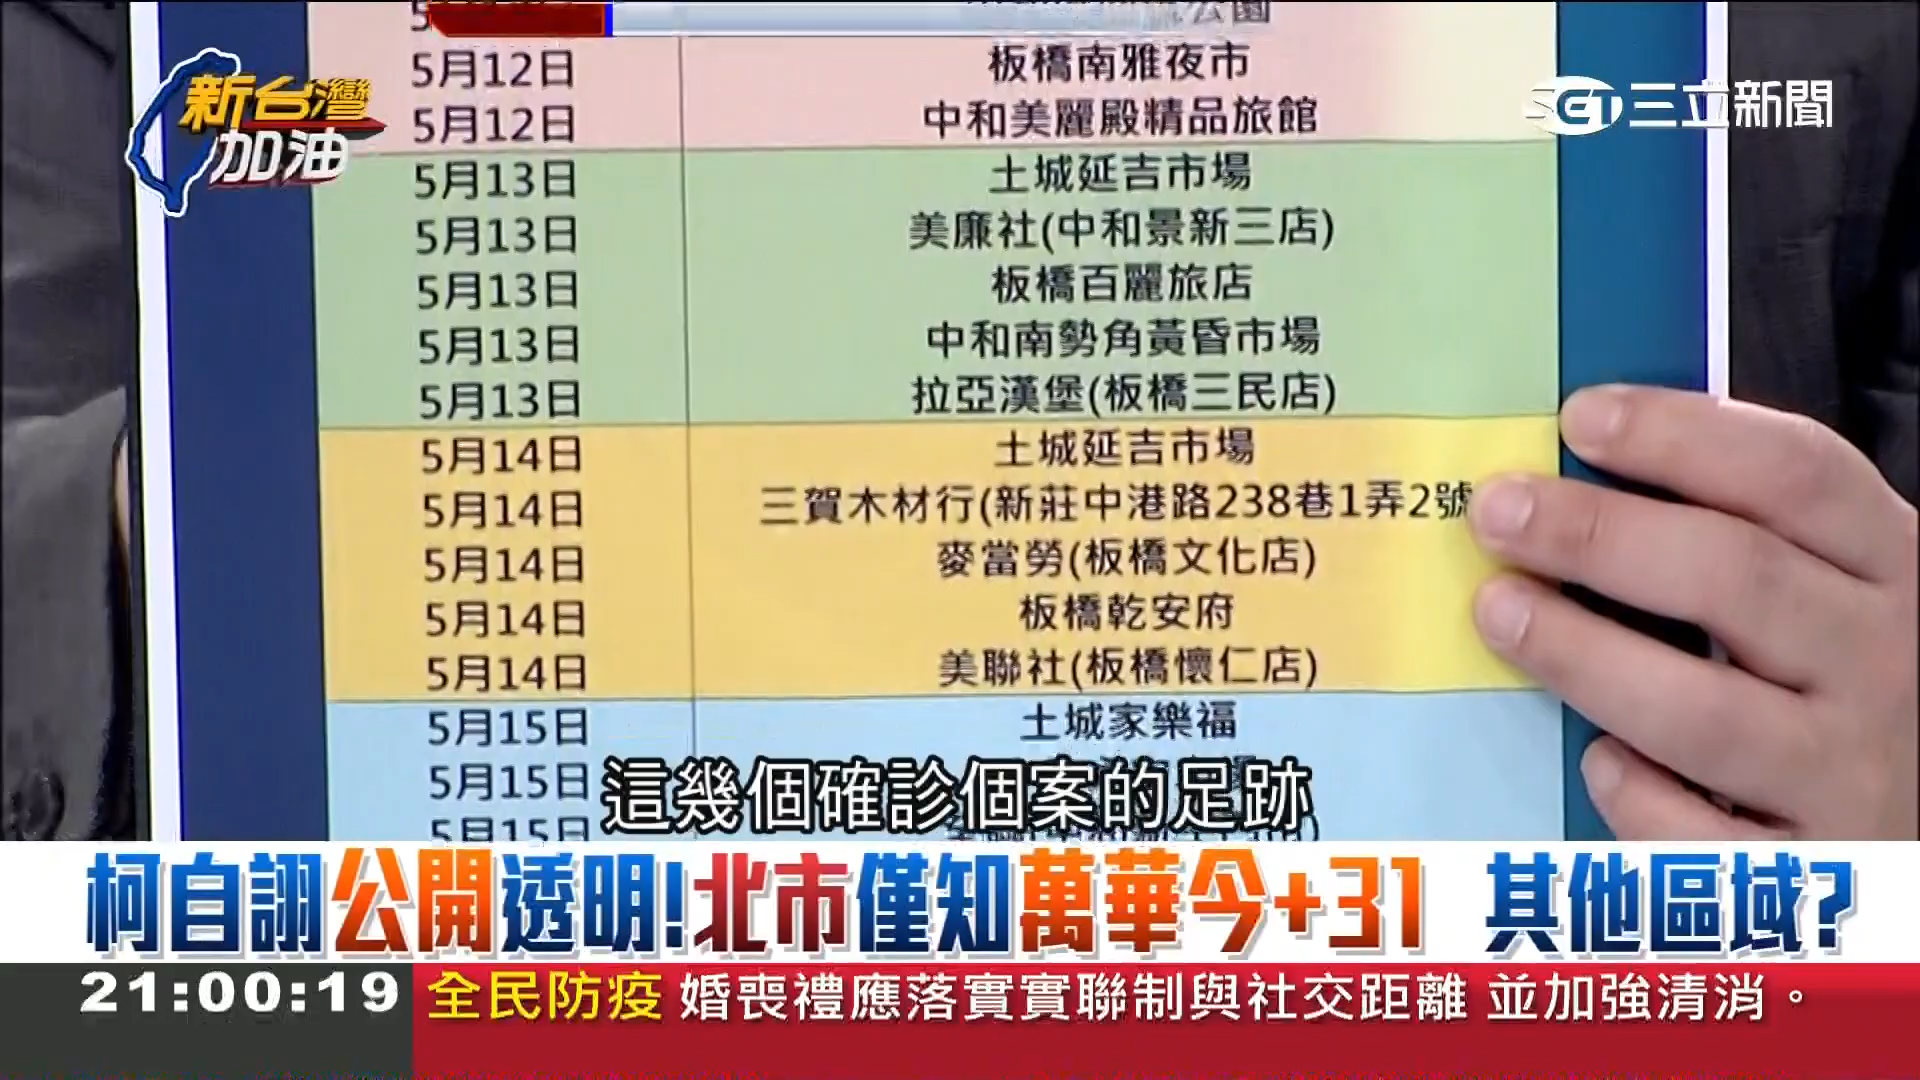 公園
5月12日 板橋南雅夜市
5月12日 中和美麗殿精品旅館
5月13日 土城延吉市場
5月13日 美廉社(中和景新三店)
5月13日 板橋百麗旅店
5月13日 中和南勢角黃昏市場
5月13日 拉亞漢堡(板橋三民店)
5月14日 土城延吉市場
5月14日 三賀木材行(新莊中港路238巷1弄2號
5月14日 麥當勞(板橋文化店)
5月14日 板橋乾安府
5月14日 美聯社(板橋懷仁店)
5月15日 土城家樂福
5月15日
5月15日
新台灣
加油
SET三立新聞
這幾個確診個案的足跡
柯自詡公開透明!北市僅知萬華今+31 其他區域?
21:00:19 全民防疫 婚喪禮應落實實聯制與社交距離 並加強清消。